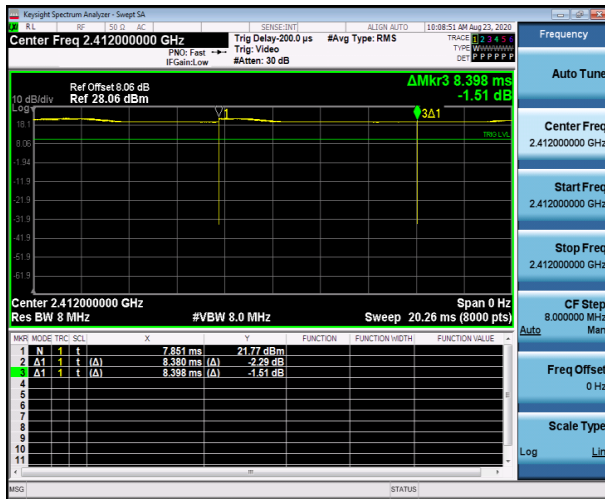 Keysight Spectrum Analyzer - Swept SA
RL RF 50 Ω AC SENSE:INT ALIGN AUTO 10:08:51 AM Aug 23, 2020
Center Freq 2.412000000 GHz Trig Delay-200.0 µs #Avg Type: RMS TRACE 1 2 3 4 5 6
PNO: Fast Trig: Video TYPE W
IFGain:Low #Atten: 30 dB DET P P P P P P
Ref Offset 8.06 dB ΔMkr3 8.398 ms
10 dB/div Ref 28.06 dBm -1.51 dB
Log
1 3Δ1
18.1
TRIG LVL
8.06
-1.94
-11.9
-21.9
-31.9
-41.9
-51.9
-61.9
Center 2.412000000 GHz Span 0 Hz
Res BW 8 MHz #VBW 8.0 MHz Sweep 20.26 ms (8000 pts)
MKR MODE TRC SCL X Y FUNCTION FUNCTION WIDTH FUNCTION VALUE
1 N 1 t 7.851 ms 21.77 dBm
2 Δ1 1 t (Δ) 8.380 ms (Δ) -2.29 dB
3 Δ1 1 t (Δ) 8.398 ms (Δ) -1.51 dB
4
5
6
7
8
9
10
11
MSG STATUS
Frequency
Auto Tune
Center Freq
2.412000000 GHz
Start Freq
2.412000000 GHz
Stop Freq
2.412000000 GHz
CF Step
8.000000 MHz
Auto Man
Freq Offset
0 Hz
Scale Type
Log Lin